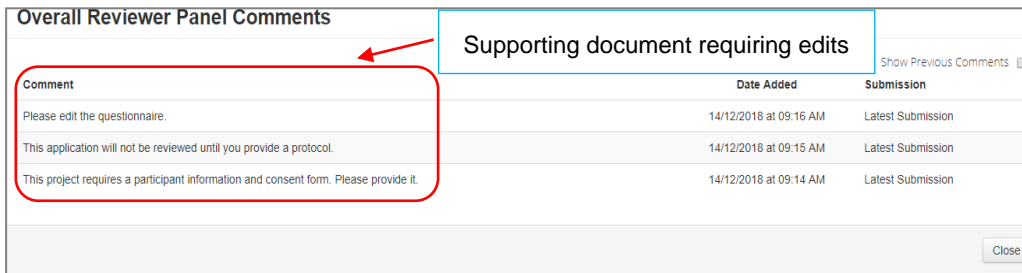 Overall Reviewer Panel Comments
Supporting document requiring edits
Show Previous Comments
Comment Date Added Submission
Please edit the questionnaire. 14/12/2018 at 09:16 AM Latest Submission
This application will not be reviewed until you provide a protocol. 14/12/2018 at 09:15 AM Latest Submission
This project requires a participant information and consent form. Please provide it. 14/12/2018 at 09:14 AM Latest Submission
Close